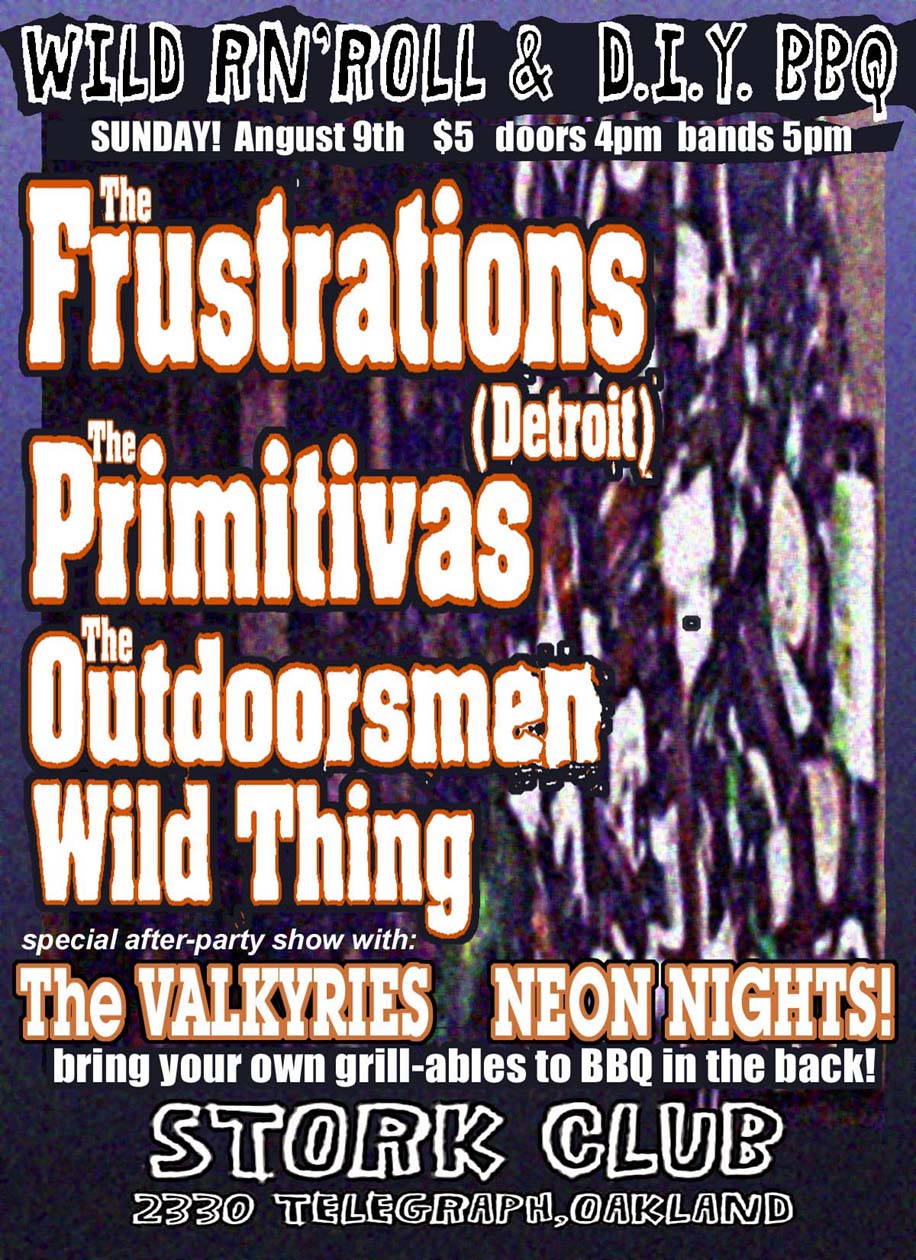 WILD RN'ROLL & D.I.Y. BBQ
SUNDAY! Angust 9th $5 doors 4pm bands 5pm
The
Frustrations
(Detroit)
The
Primitivas
The
Outdoorsmen
Wild Thing
special after-party show with:
The VALKYRIES NEON NIGHTS!
bring your own grill-ables to BBQ in the back!
STORK CLUB
2330 TELEGRAPH, OAKLAND